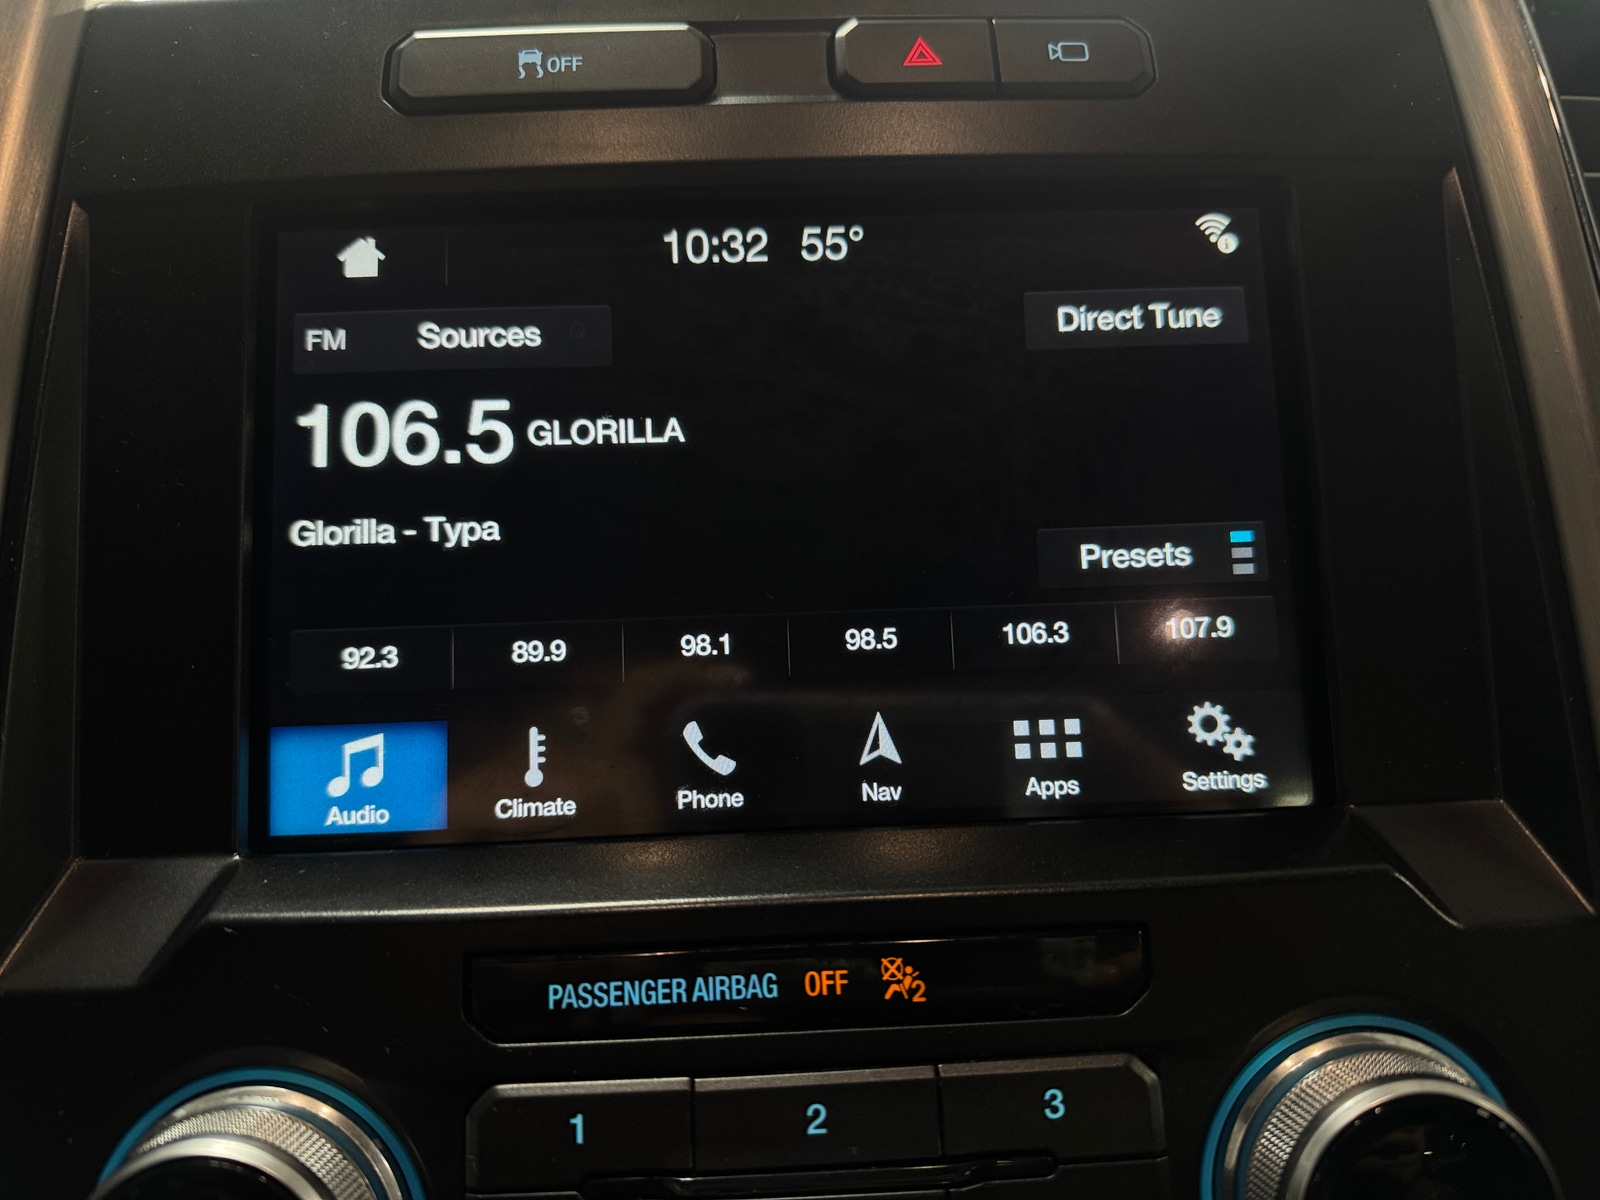 OFF
10:32 55°
FM Sources
Direct Tune
106.5 GLORILLA
Glorilla - Typa
Presets
92.3 89.9 98.1 98.5 106.3 107.9
Audio Climate Phone Nav Apps Settings
PASSENGER AIRBAG OFF 2
1 2 3